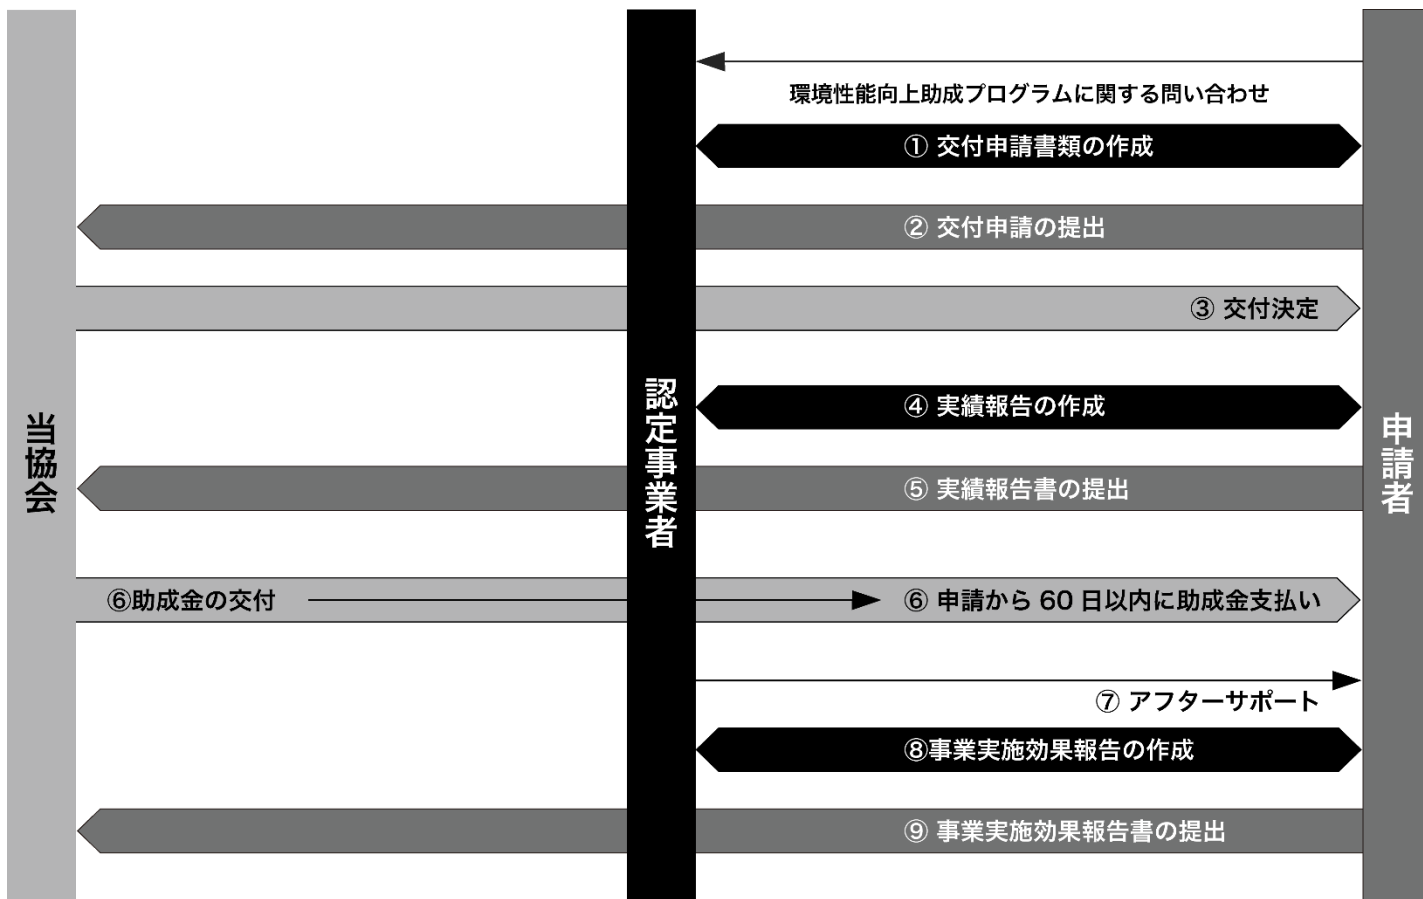 環境性能向上助成プログラムに関する問い合わせ
① 交付申請書類の作成
② 交付申請の提出
③ 交付決定
④ 実績報告の作成
⑤ 実績報告書の提出
⑥助成金の交付
⑥ 申請から 60 日以内に助成金支払い
⑦ アフターサポート
⑧事業実施効果報告の作成
⑨ 事業実施効果報告書の提出
当協会
認定事業者
申請者